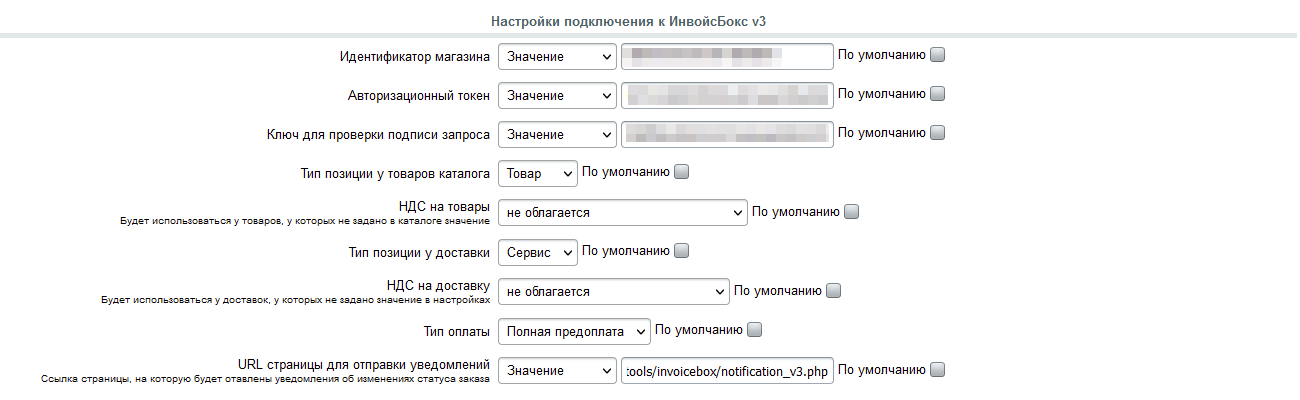 Настройки подключения к ИнвойсБокс v3
Идентификатор магазина Значение По умолчанию
Авторизационный токен Значение По умолчанию
Ключ для проверки подписи запроса Значение По умолчанию
Тип позиции у товаров каталога Товар По умолчанию
НДС на товары не облагается По умолчанию
Будет использоваться у товаров, у которых не задано в каталоге значение
Тип позиции у доставки Сервис По умолчанию
НДС на доставку не облагается По умолчанию
Будет использоваться у доставок, у которых не задано значение в настройках
Тип оплаты Полная предоплата По умолчанию
URL страницы для отправки уведомлений Значение :ools/invoicebox/notification_v3.php По умолчанию
Ссылка страницы, на которую будет отавлены уведомления об изменениях статуса заказа